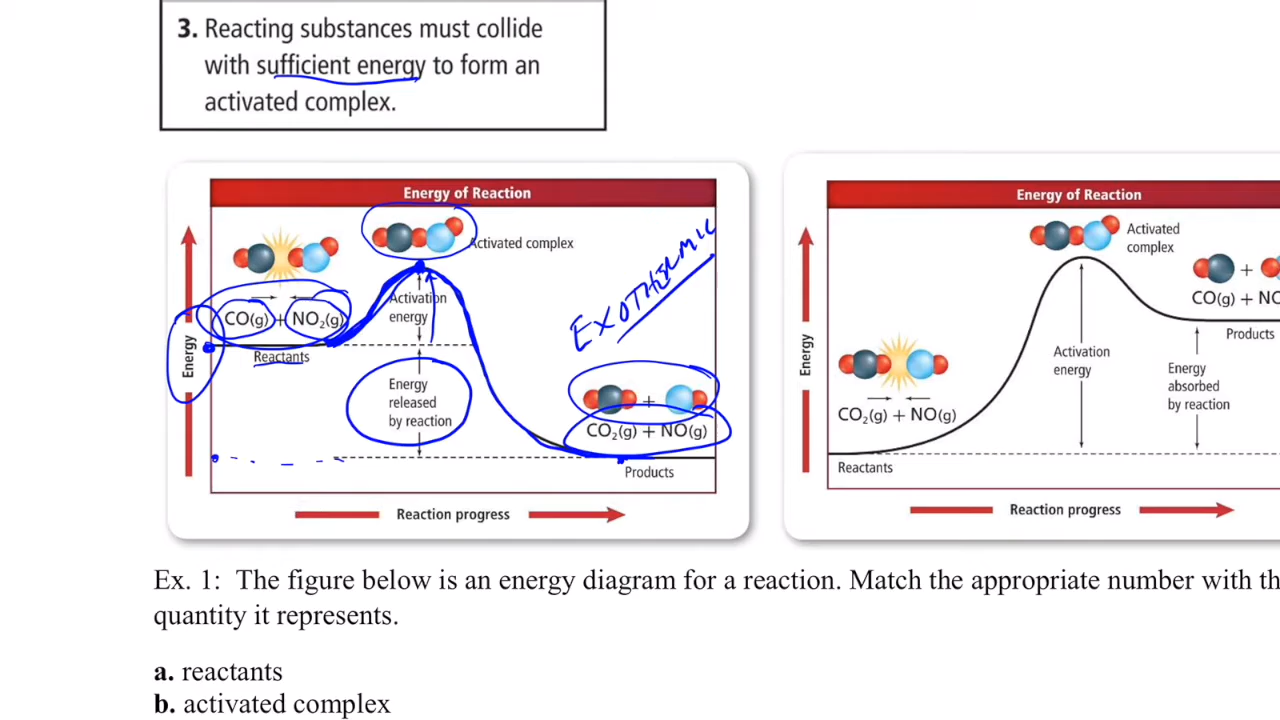 3. Reacting substances must collide
with sufficient energy to form an
activated complex.
Energy of Reaction
Activated complex
CO(g) + NO₂(g)
Activation
energy
Energy
Reactants
EXOTHERMIC
Energy
released
by reaction
CO₂(g) + NO(g)
Products
Reaction progress
Energy of Reaction
Activated
complex
CO(g) + NO
Products
Energy
Activation
energy
Energy
absorbed
by reaction
CO₂(g) + NO(g)
Reactants
Reaction progress
Ex. 1: The figure below is an energy diagram for a reaction. Match the appropriate number with th
quantity it represents.
a. reactants
b. activated complex